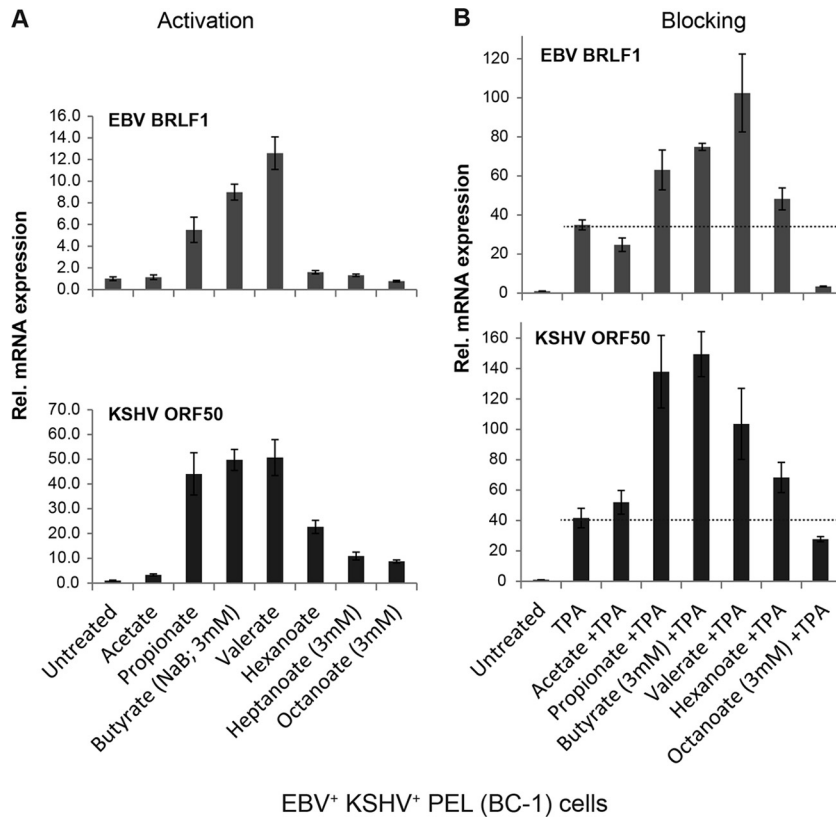 A
Activation
EBV BRLF1
Rel. mRNA expression
16.0
14.0
12.0
10.0
8.0
6.0
4.0
2.0
0.0
KSHV ORF50
70.0
60.0
50.0
40.0
30.0
20.0
10.0
0.0
Untreated
Acetate
Propionate
Butyrate (NaB; 3mM)
Valerate
Hexanoate
Heptanoate (3mM)
Octanoate (3mM)
B
Blocking
EBV BRLF1
Rel. mRNA expression
120
100
80
60
40
20
0
KSHV ORF50
160
140
120
100
80
60
40
20
0
Untreated
TPA
Acetate +TPA
Propionate +TPA
Butyrate (3mM) +TPA
Valerate +TPA
Hexanoate +TPA
Octanoate (3mM) +TPA
EBV⁺ KSHV⁺ PEL (BC-1) cells